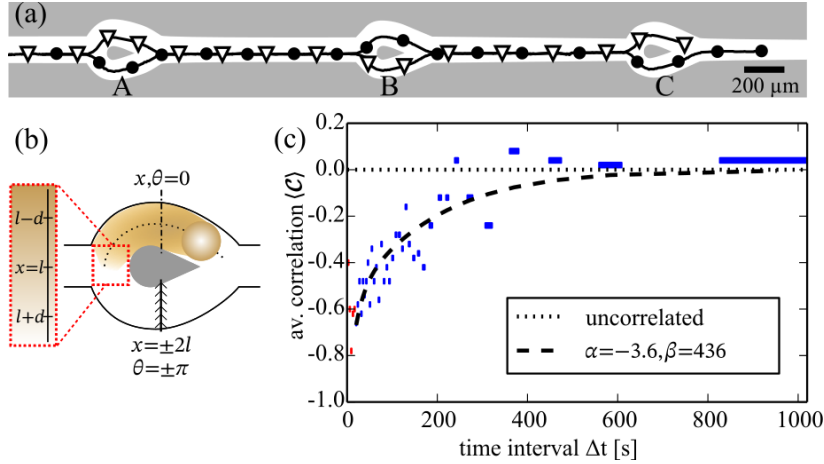 (a)
A
B
C
200 μm
(b)
x,θ=0
l−d
x=l
l+d
x=±2l
θ=±π
(c)
av. correlation ⟨C⟩
0.2
0.0
-0.2
-0.4
-0.6
-0.8
-1.0
uncorrelated
α=−3.6,β=436
0
200
400
600
800
1000
time interval Δt [s]